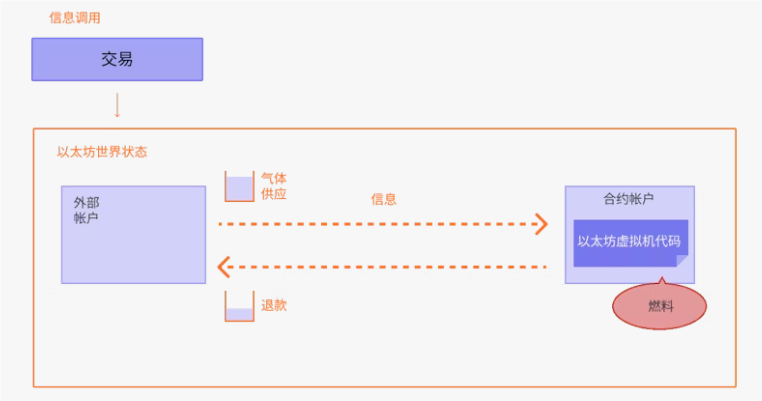 信息调用
交易
以太坊世界状态
外部
帐户
气体
供应
信息
合约帐户
以太坊虚拟机代码
退款
燃料